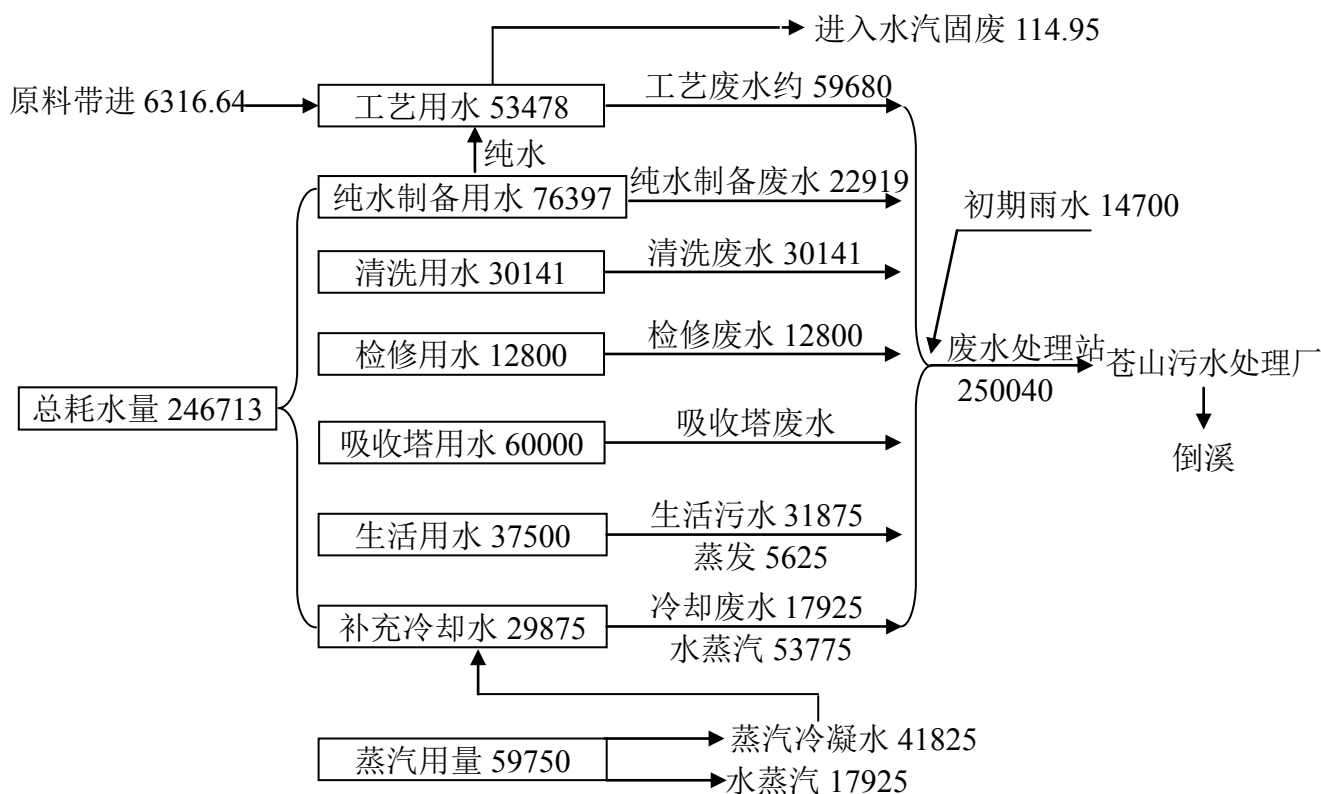 进入水汽固废 114.95
原料带进 6316.64
工艺用水 53478
工艺废水约 59680
纯水
纯水制备用水 76397
纯水制备废水 22919
初期雨水 14700
清洗用水 30141
清洗废水 30141
检修用水 12800
检修废水 12800
废水处理站
250040
苍山污水处理厂
总耗水量 246713
吸收塔用水 60000
吸收塔废水
倒溪
生活用水 37500
生活污水 31875
蒸发 5625
补充冷却水 29875
冷却废水 17925
水蒸汽 53775
蒸汽用量 59750
蒸汽冷凝水 41825
水蒸汽 17925